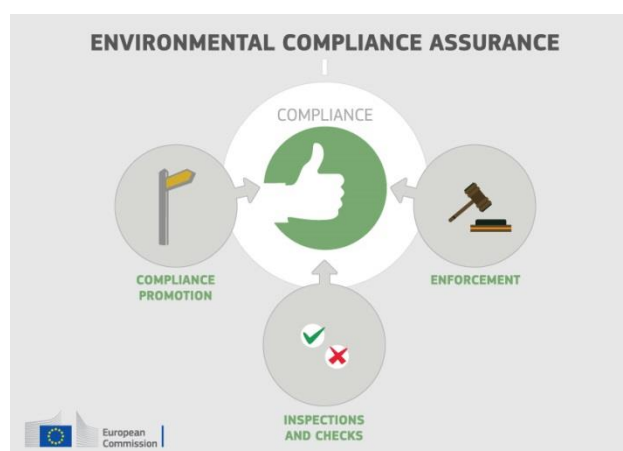 ENVIRONMENTAL COMPLIANCE ASSURANCE
COMPLIANCE
COMPLIANCE
PROMOTION
ENFORCEMENT
INSPECTIONS
AND CHECKS
European
Commission